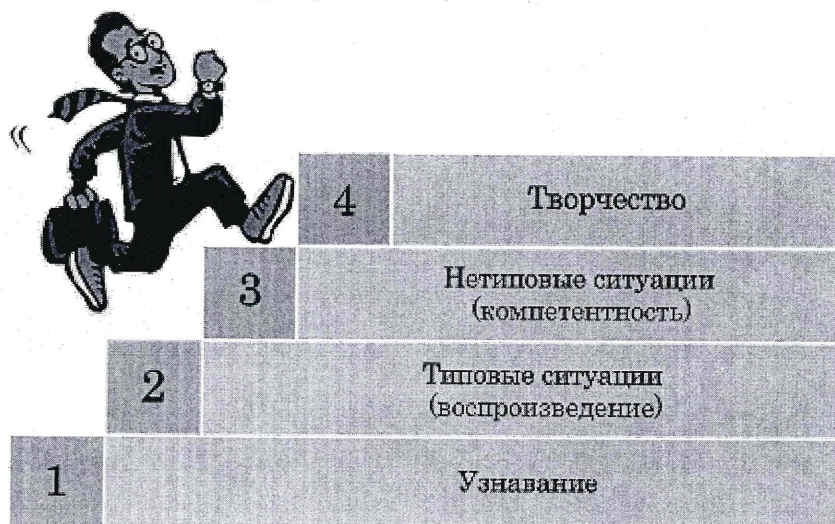 4 Творчество
3 Нетиповые ситуации
(компетентность)
2 Типовые ситуации
(воспроизведение)
1 Узнавание